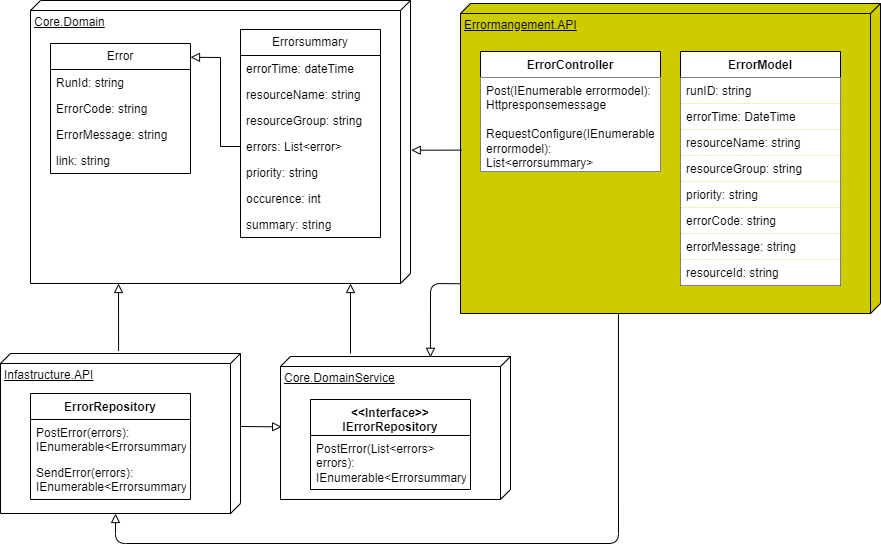 Core.Domain
Error
RunId: string
ErrorCode: string
ErrorMessage: string
link: string
Errorsummary
errorTime: dateTime
resourceName: string
resourceGroup: string
errors: List<error>
priority: string
occurence: int
summary: string
Errormangement.API
ErrorController
Post(IEnumerable errormodel):
Httpresponsemessage
RequestConfigure(IEnumerable
errormodel):
List<errorsummary>
ErrorModel
runID: string
errorTime: DateTime
resourceName: string
resourceGroup: string
priority: string
errorCode: string
errorMessage: string
resourceId: string
Infastructure.API
ErrorRepository
PostError(errors):
IEnumerable<Errorsummary
SendError(errors):
IEnumerable<Errorsummary
Core.DomainService
<<Interface>>
IErrorRepository
PostError(List<errors>
errors):
IEnumerable<Errorsummary